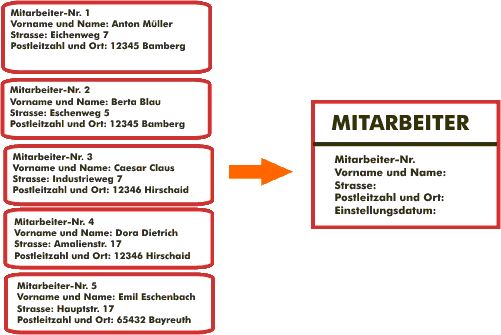 Mitarbeiter-Nr. 1
Vorname und Name: Anton Müller
Strasse: Eichenweg 7
Postleitzahl und Ort: 12345 Bamberg
Mitarbeiter-Nr. 2
Vorname und Name: Berta Blau
Strasse: Eschenweg 5
Postleitzahl und Ort: 12345 Bamberg
Mitarbeiter-Nr. 3
Vorname und Name: Caesar Claus
Strasse: Industrieweg 7
Postleitzahl und Ort: 12346 Hirschaid
Mitarbeiter-Nr. 4
Vorname und Name: Dora Dietrich
Strasse: Amalienstr. 17
Postleitzahl und Ort: 12346 Hirschaid
Mitarbeiter-Nr. 5
Vorname und Name: Emil Eschenbach
Strasse: Hauptstr. 17
Postleitzahl und Ort: 65432 Bayreuth
MITARBEITER
Mitarbeiter-Nr.
Vorname und Name:
Strasse:
Postleitzahl und Ort:
Einstellungsdatum: